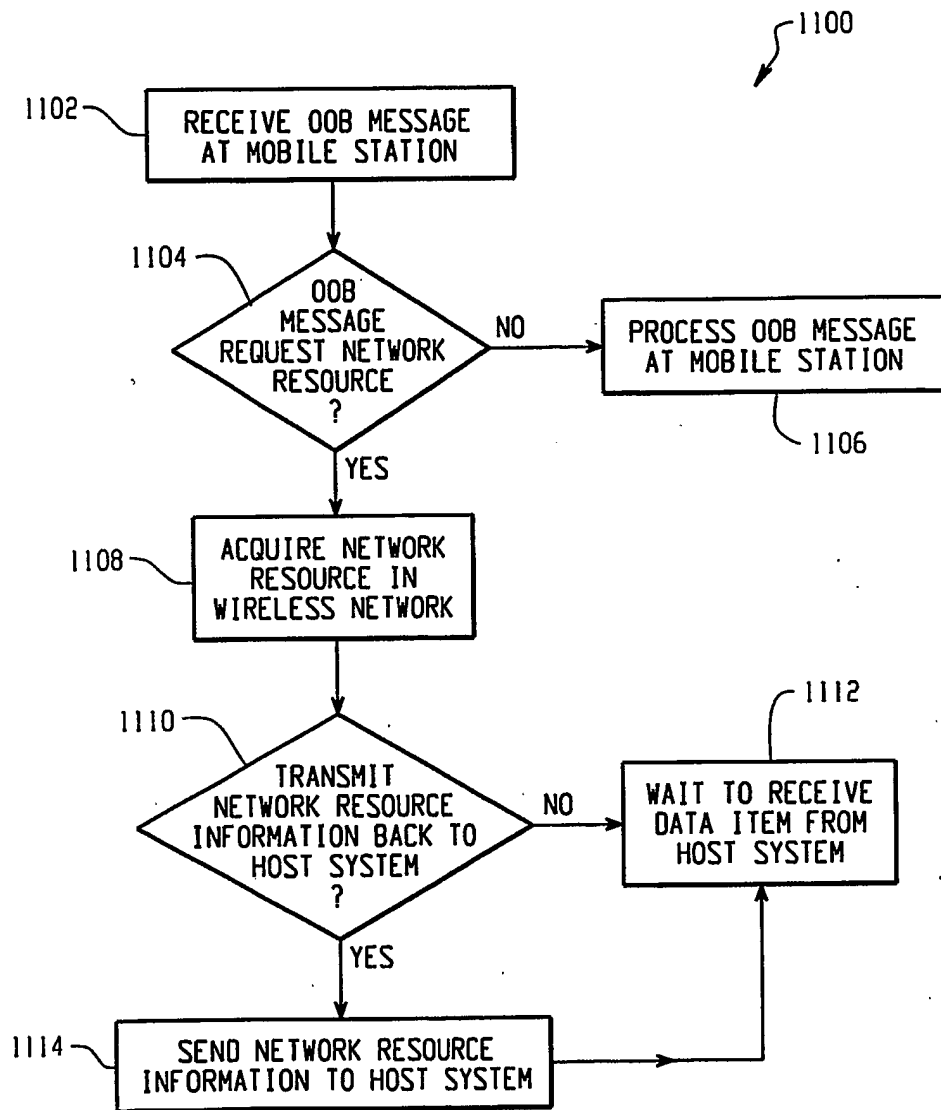 1100
1102
RECEIVE OOB MESSAGE
AT MOBILE STATION
1104
OOB
MESSAGE
REQUEST NETWORK
RESOURCE
?
NO
PROCESS OOB MESSAGE
AT MOBILE STATION
1106
YES
1108
ACQUIRE NETWORK
RESOURCE IN
WIRELESS NETWORK
1110
TRANSMIT
NETWORK RESOURCE
INFORMATION BACK TO
HOST SYSTEM
?
NO
1112
WAIT TO RECEIVE
DATA ITEM FROM
HOST SYSTEM
YES
1114
SEND NETWORK RESOURCE
INFORMATION TO HOST SYSTEM